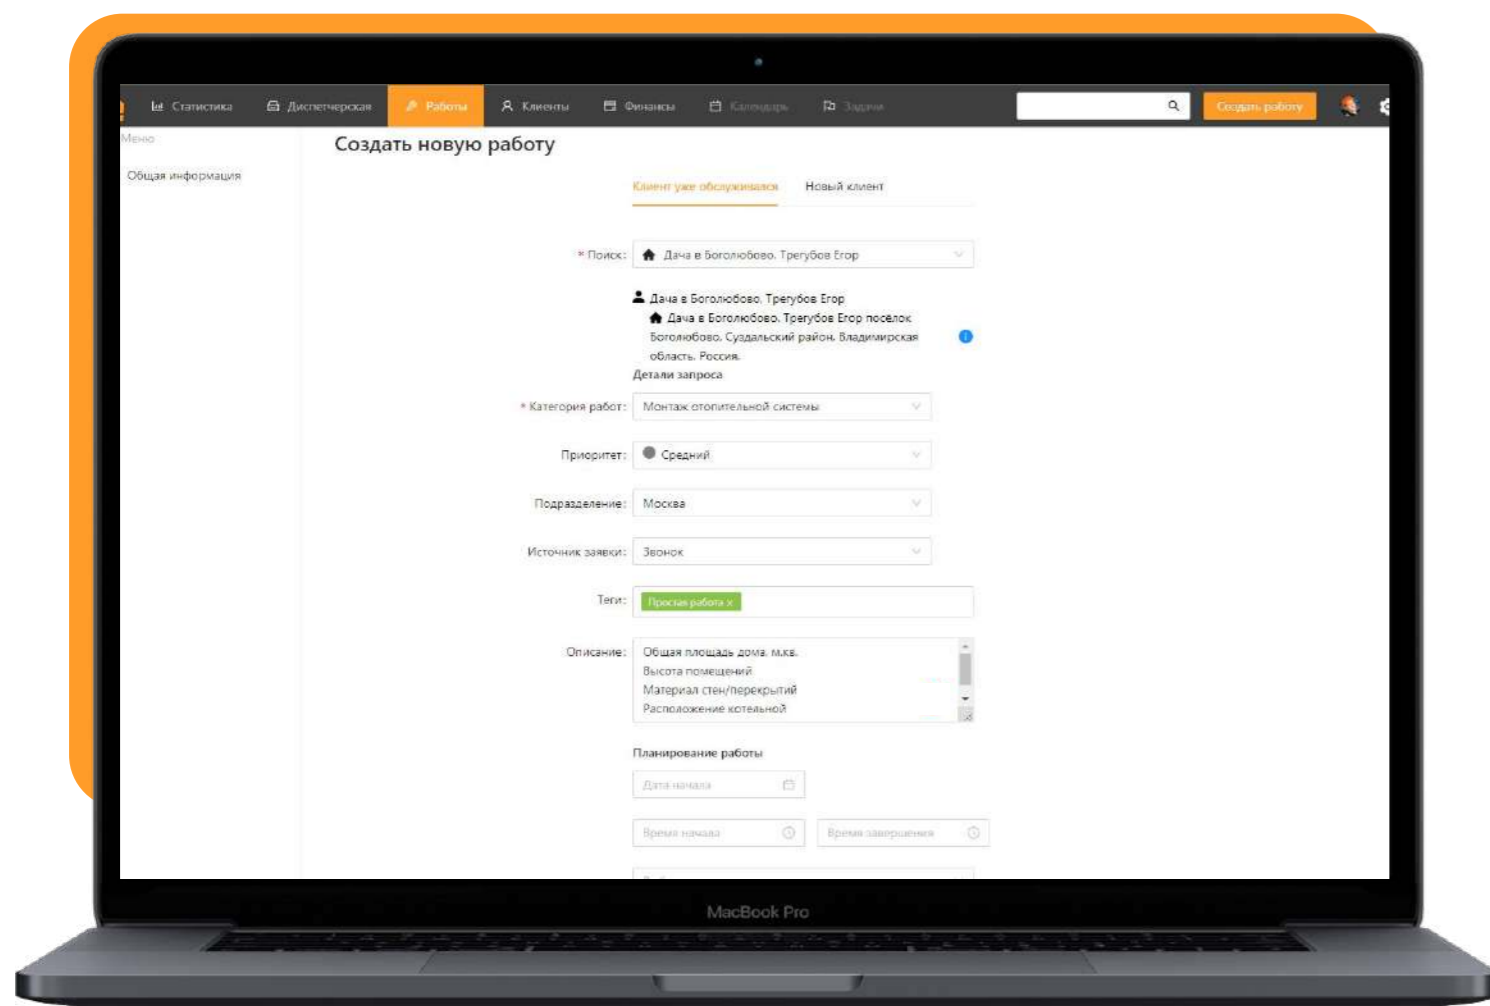 Статистика
Диспетчерская
Работы
Клиенты
Финансы
Календарь
Задачи
Создать работу
Меню
Общая информация
Создать новую работу
Клиент уже обслуживался
Новый клиент
* Поиск:
Дача в Боголюбово. Трегубов Егор
Дача в Боголюбово. Трегубов Егор
Дача в Боголюбово. Трегубов Егор посёлок
Боголюбово, Суздальский район, Владимирская
область, Россия.
Детали запроса
* Категория работ:
Монтаж отопительной системы
Приоритет:
Средний
Подразделение:
Москва
Источник заявки:
Звонок
Теги:
Простая работа ×
Описание:
Общая площадь дома, м.кв.
Высота помещений
Материал стен/перекрытий
Расположение котельной
Планирование работы
Дата начала
Время начала
Время завершения
MacBook Pro